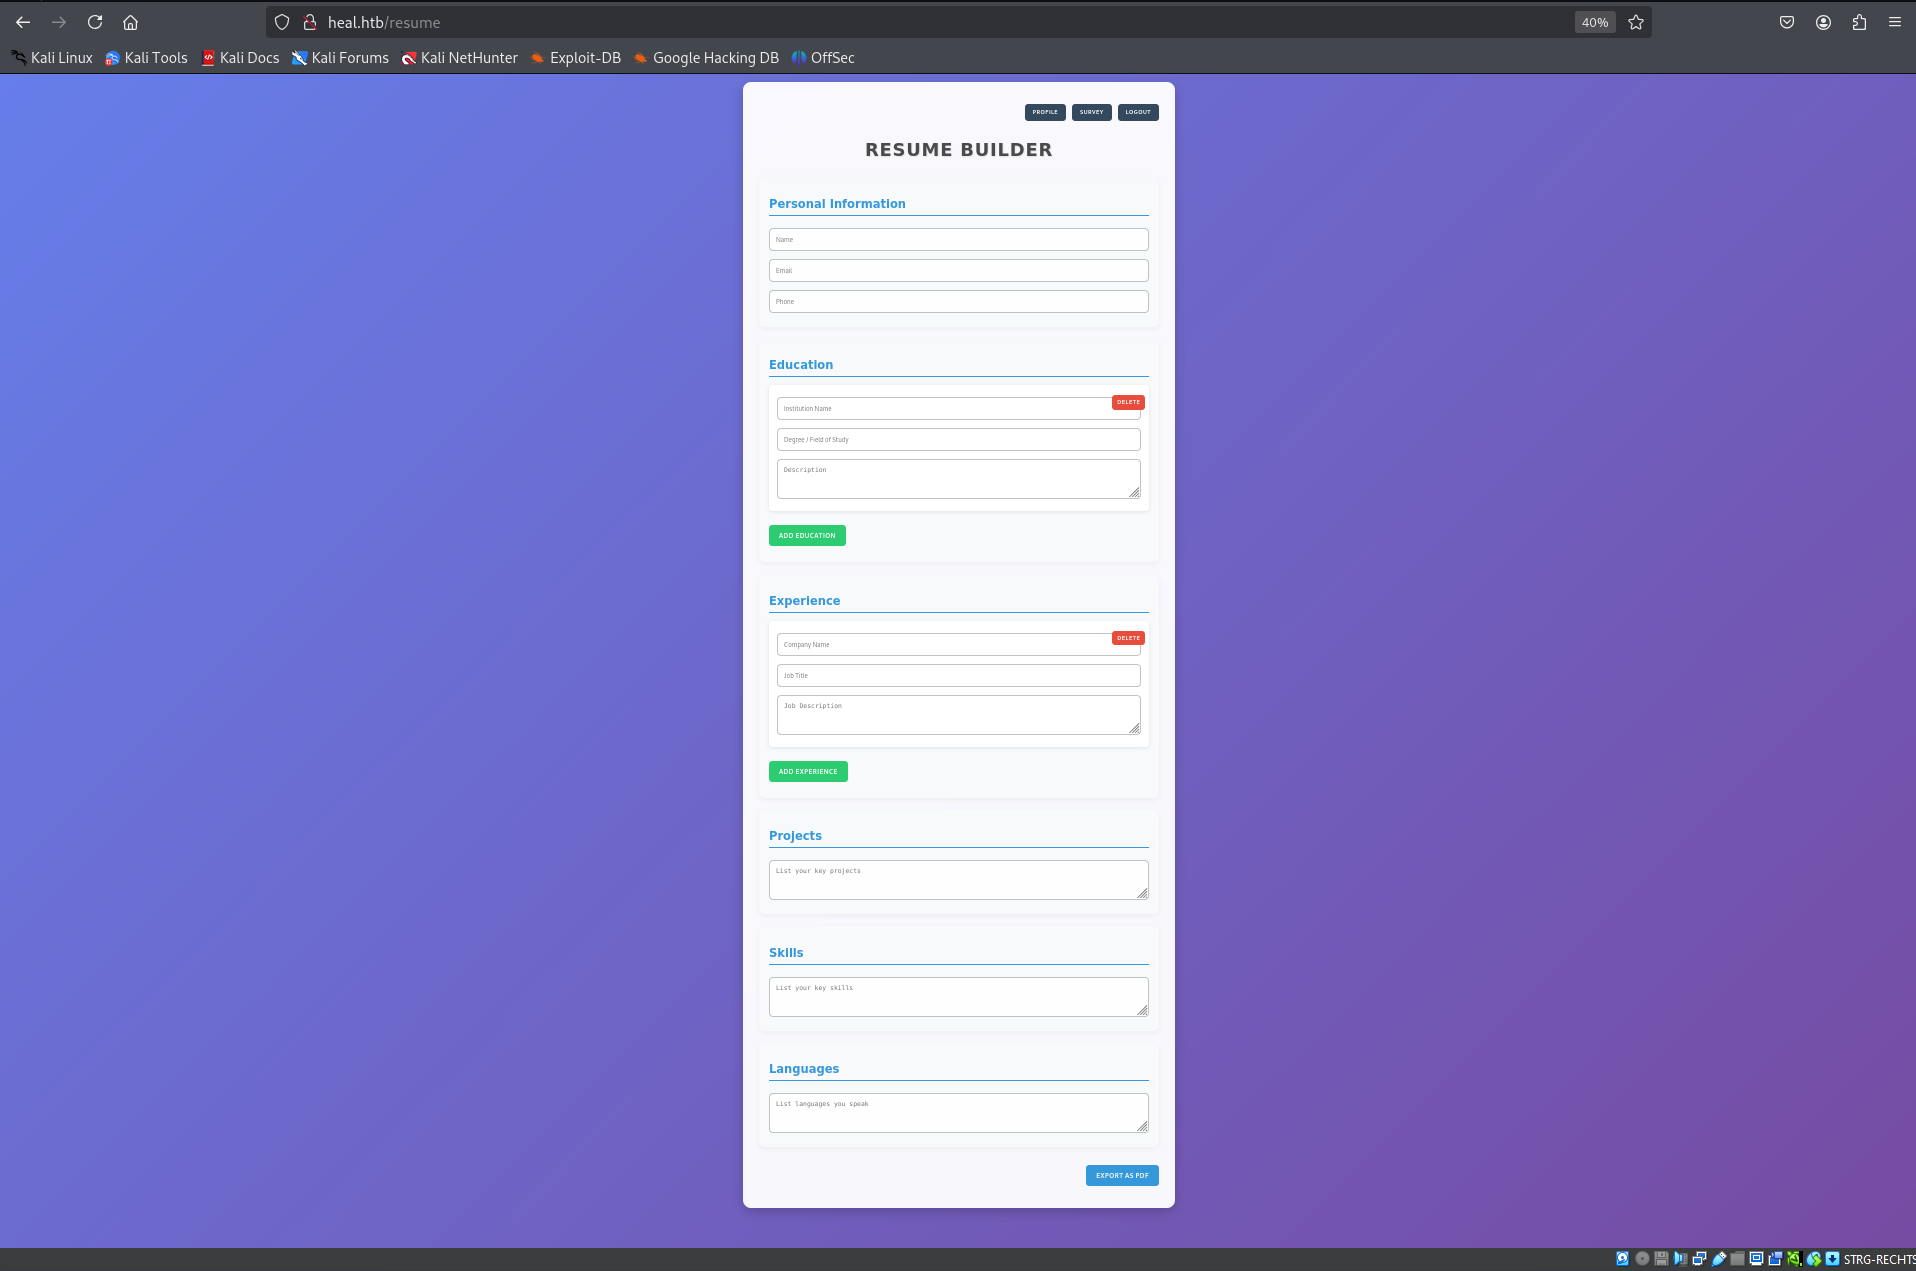 heal.htb/resume
40%
Kali Linux Kali Tools Kali Docs Kali Forums Kali NetHunter Exploit-DB Google Hacking DB OffSec
PROFILE SURVEY LOGOUT
RESUME BUILDER
Personal Information
Name
Email
Phone
Education
DELETE
Institution Name
Degree / Field of Study
Description
ADD EDUCATION
Experience
DELETE
Company Name
Job Title
Job Description
ADD EXPERIENCE
Projects
List your key projects
Skills
List your key skills
Languages
List languages you speak
EXPORT AS PDF
STRG-RECHTS